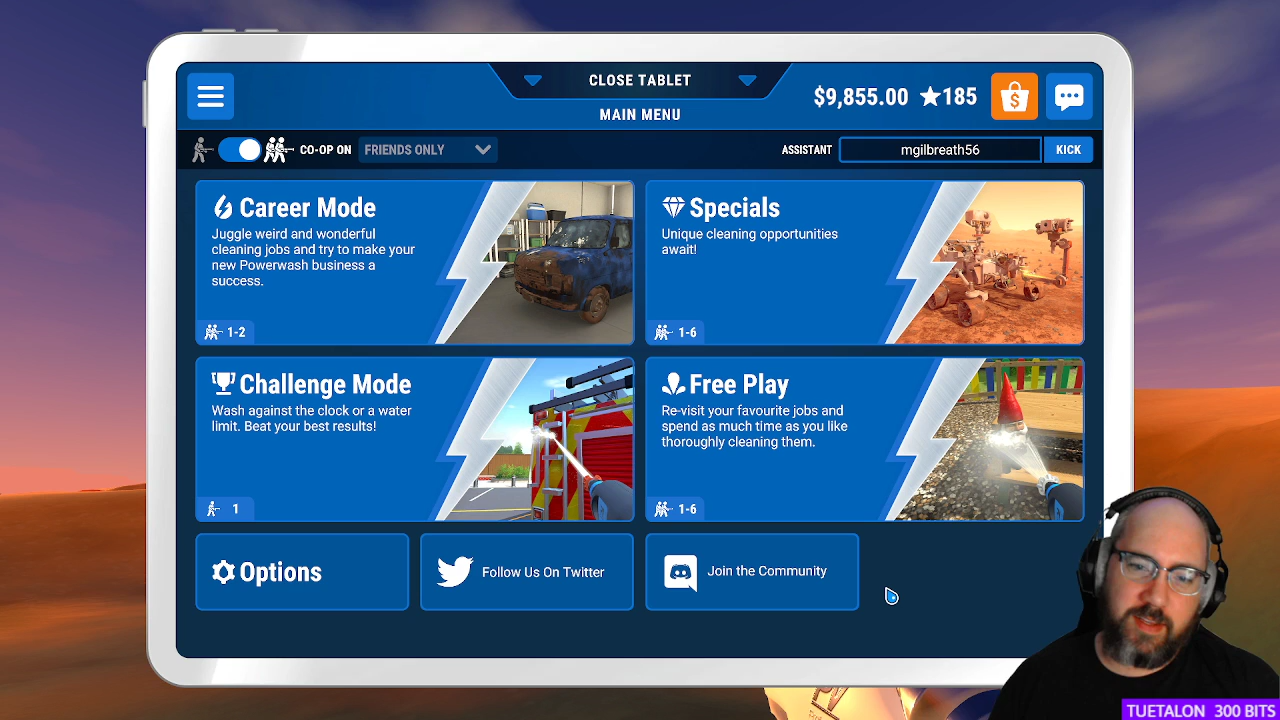 CLOSE TABLET
$9,855.00 ★185
MAIN MENU
CO-OP ON
FRIENDS ONLY
ASSISTANT
mgilbreath56
KICK
Career Mode
Juggle weird and wonderful
cleaning jobs and try to make your
new Powerwash business a
success.
1-2
Specials
Unique cleaning opportunities
await!
1-6
Challenge Mode
Wash against the clock or a water
limit. Beat your best results!
1
Free Play
Re-visit your favourite jobs and
spend as much time as you like
thoroughly cleaning them.
1-6
Options
Follow Us On Twitter
Join the Community
TUETALON 300 BITS